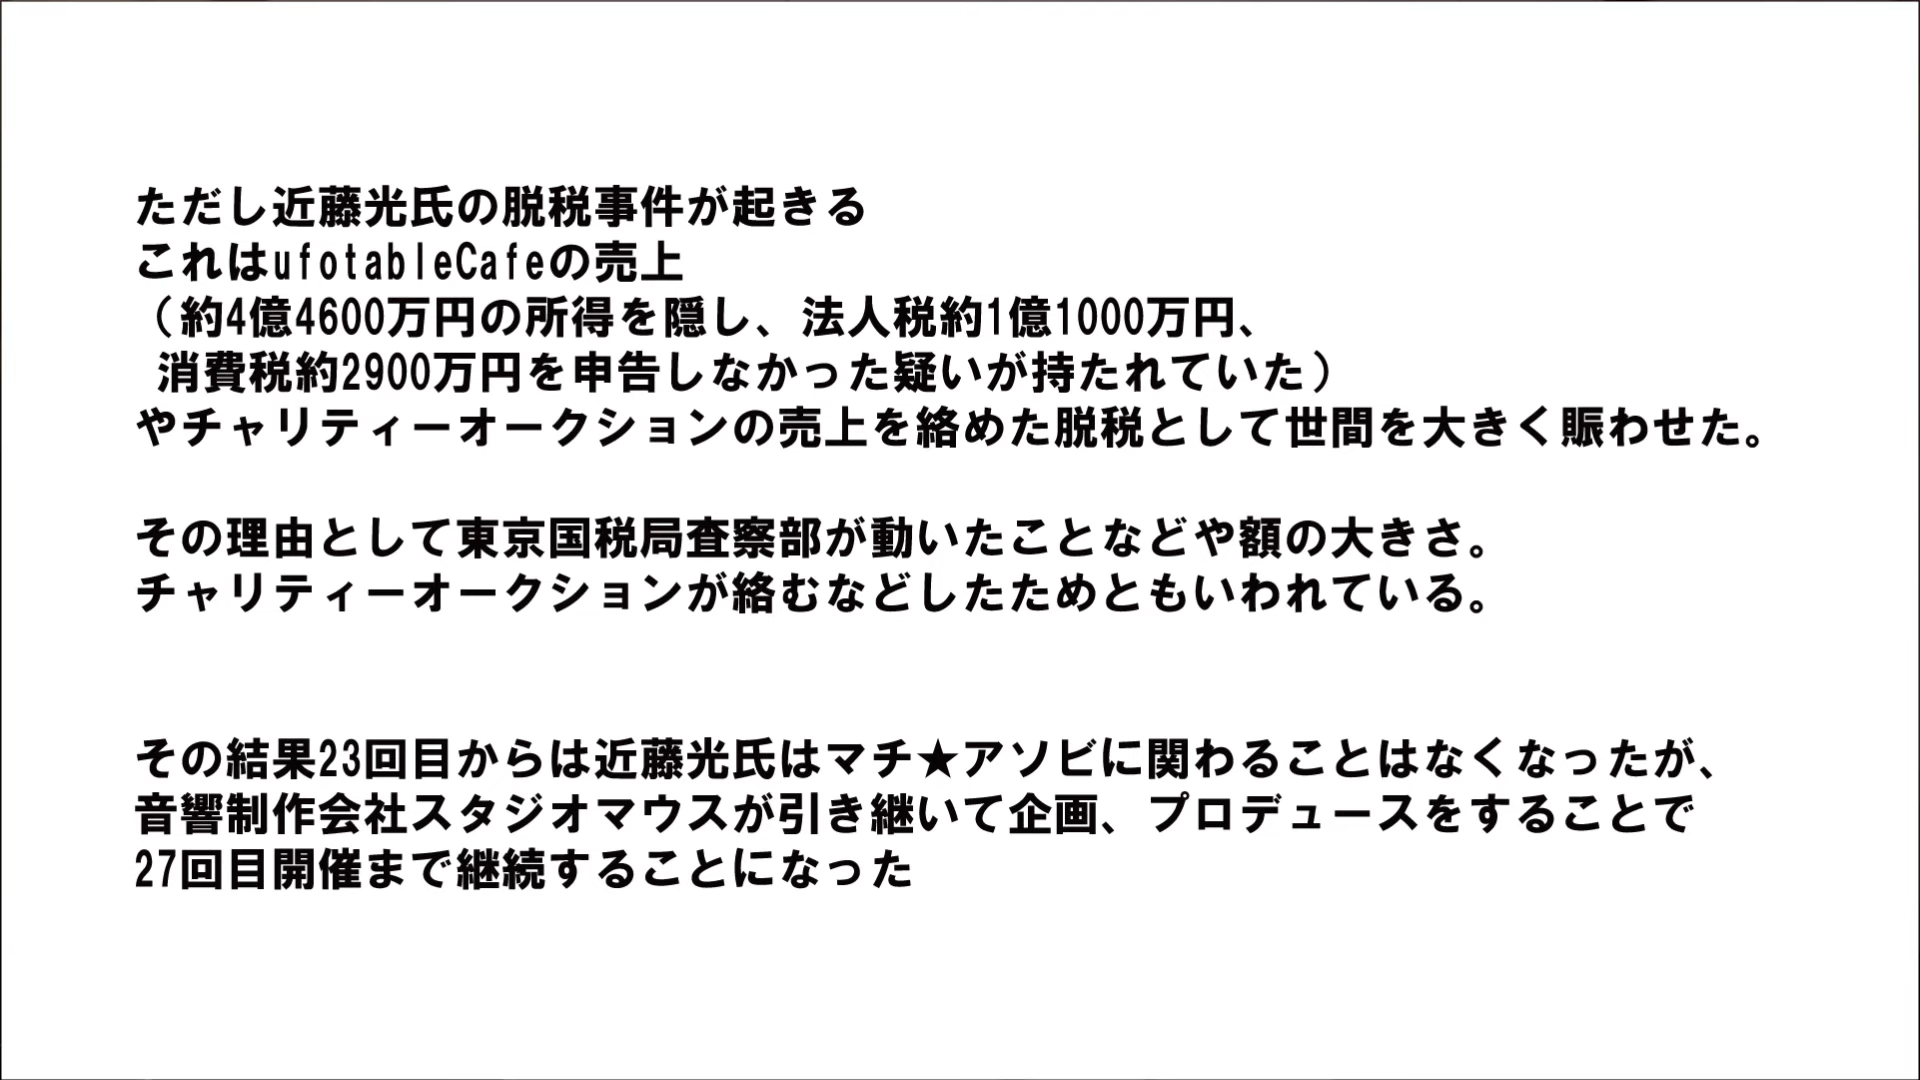 ただし近藤光氏の脱税事件が起きる
これはufotableCafeの売上
（約4億4600万円の所得を隠し、法人税約1億1000万円、
消費税約2900万円を申告しなかった疑いが持たれていた）
やチャリティーオークションの売上を絡めた脱税として世間を大きく賑わせた。
その理由として東京国税局査察部が動いたことなどや額の大きさ。
チャリティーオークションが絡むなどしたためともいわれている。
その結果23回目からは近藤光氏はマチ★アソビに関わることはなくなったが、
音響制作会社スタジオマウスが引き継いて企画、プロデュースをすることで
27回目開催まで継続することになった